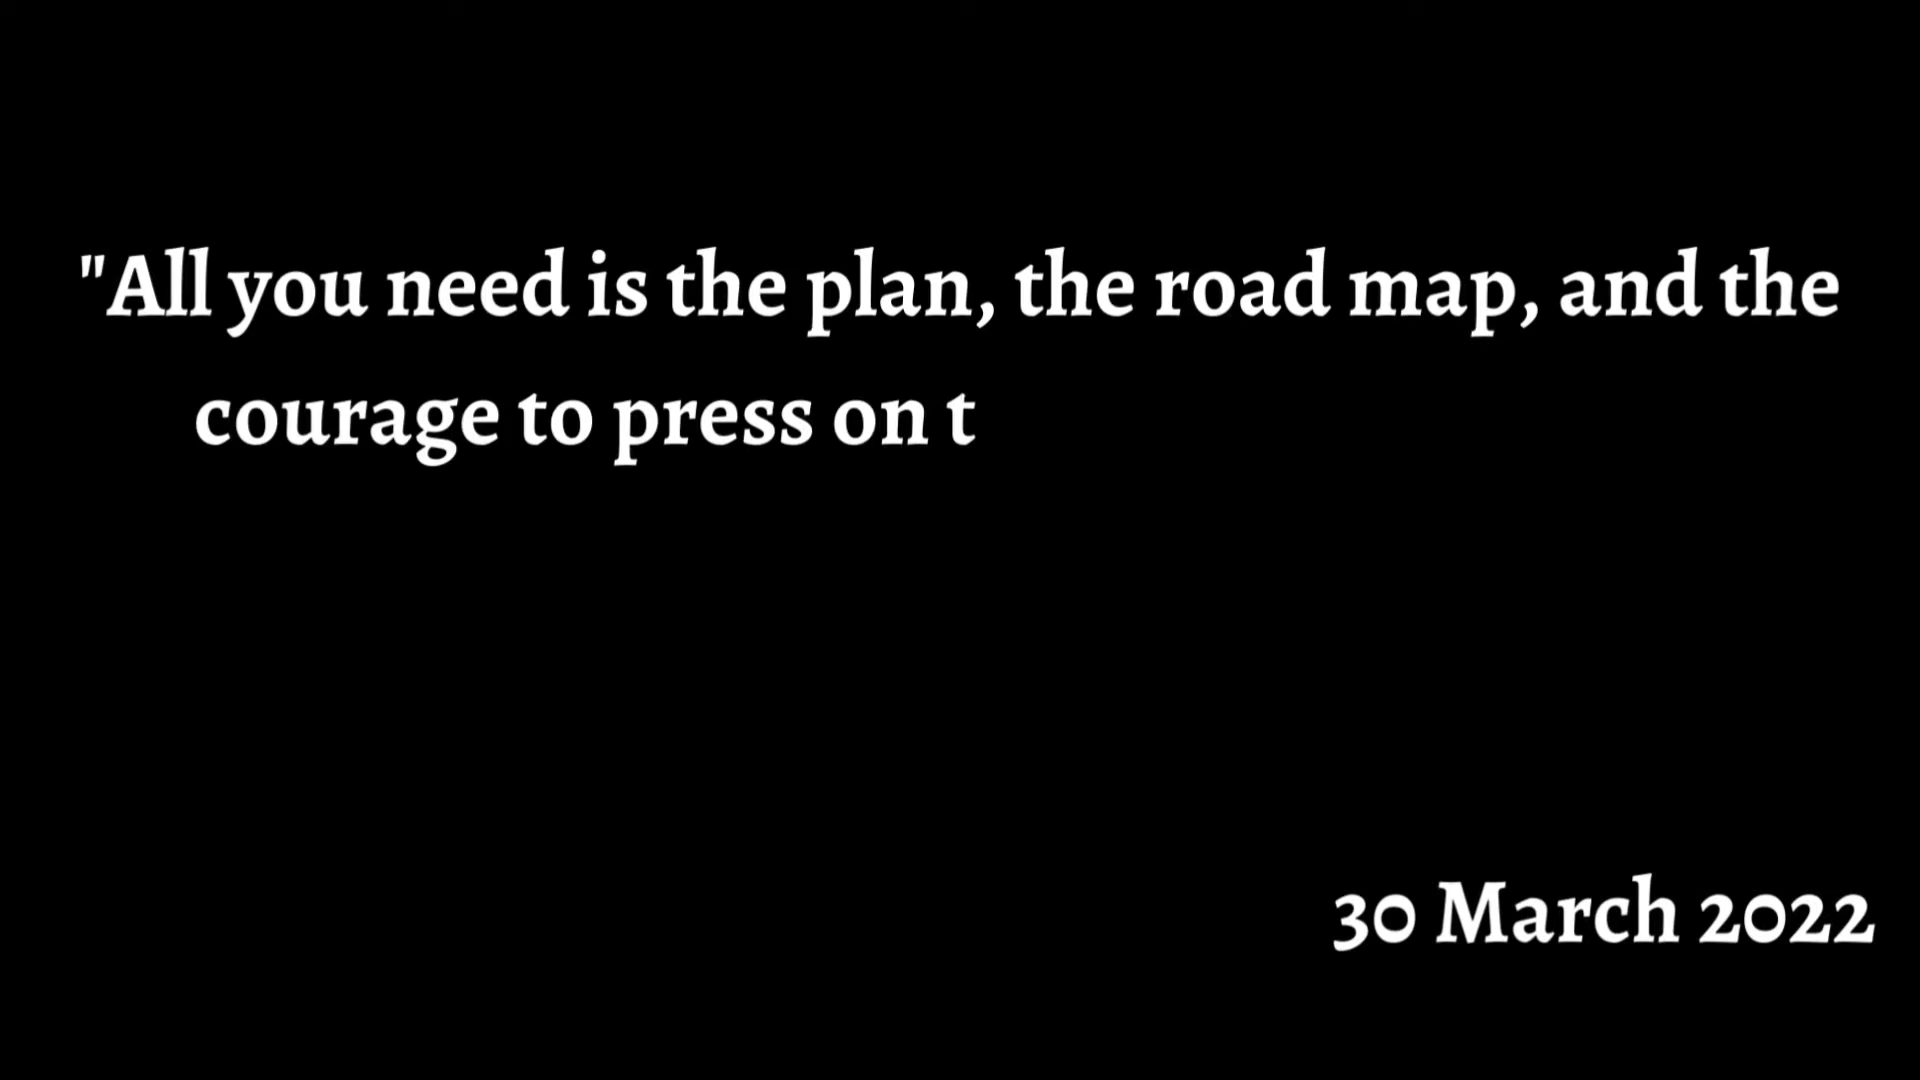 "All you need is the plan, the road map, and the
courage to press on t
30 March 2022